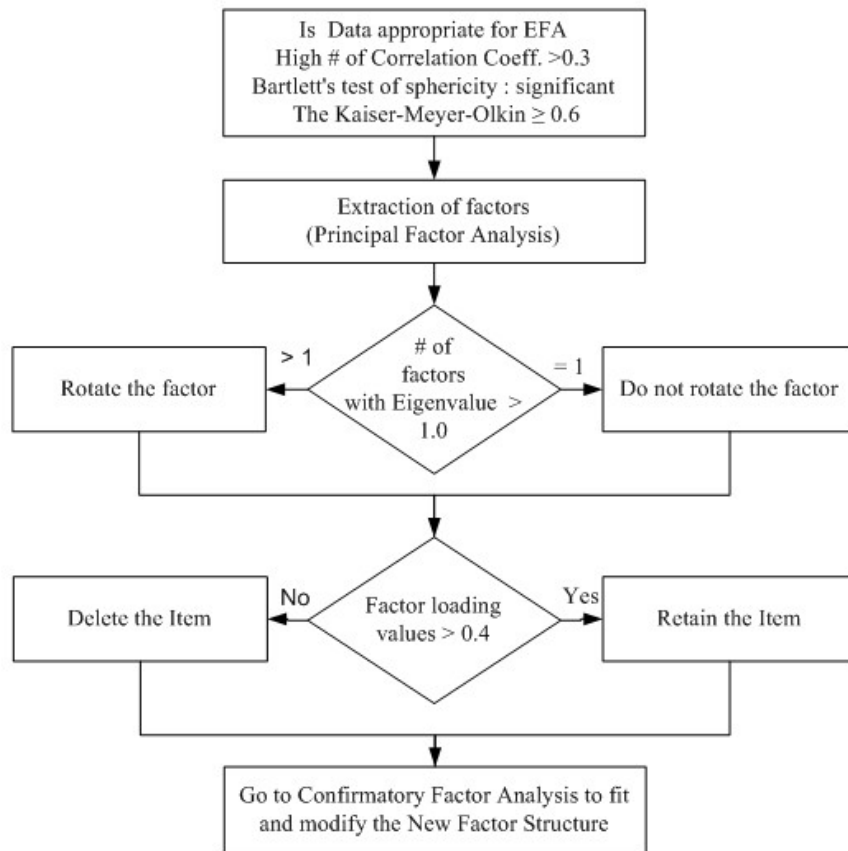 Is Data appropriate for EFA
High # of Correlation Coeff. >0.3
Bartlett's test of sphericity : significant
The Kaiser-Meyer-Olkin ≥ 0.6
Extraction of factors
(Principal Factor Analysis)
# of
factors
with Eigenvalue >
1.0
> 1
= 1
Rotate the factor
Do not rotate the factor
Factor loading
values > 0.4
No
Yes
Delete the Item
Retain the Item
Go to Confirmatory Factor Analysis to fit
and modify the New Factor Structure